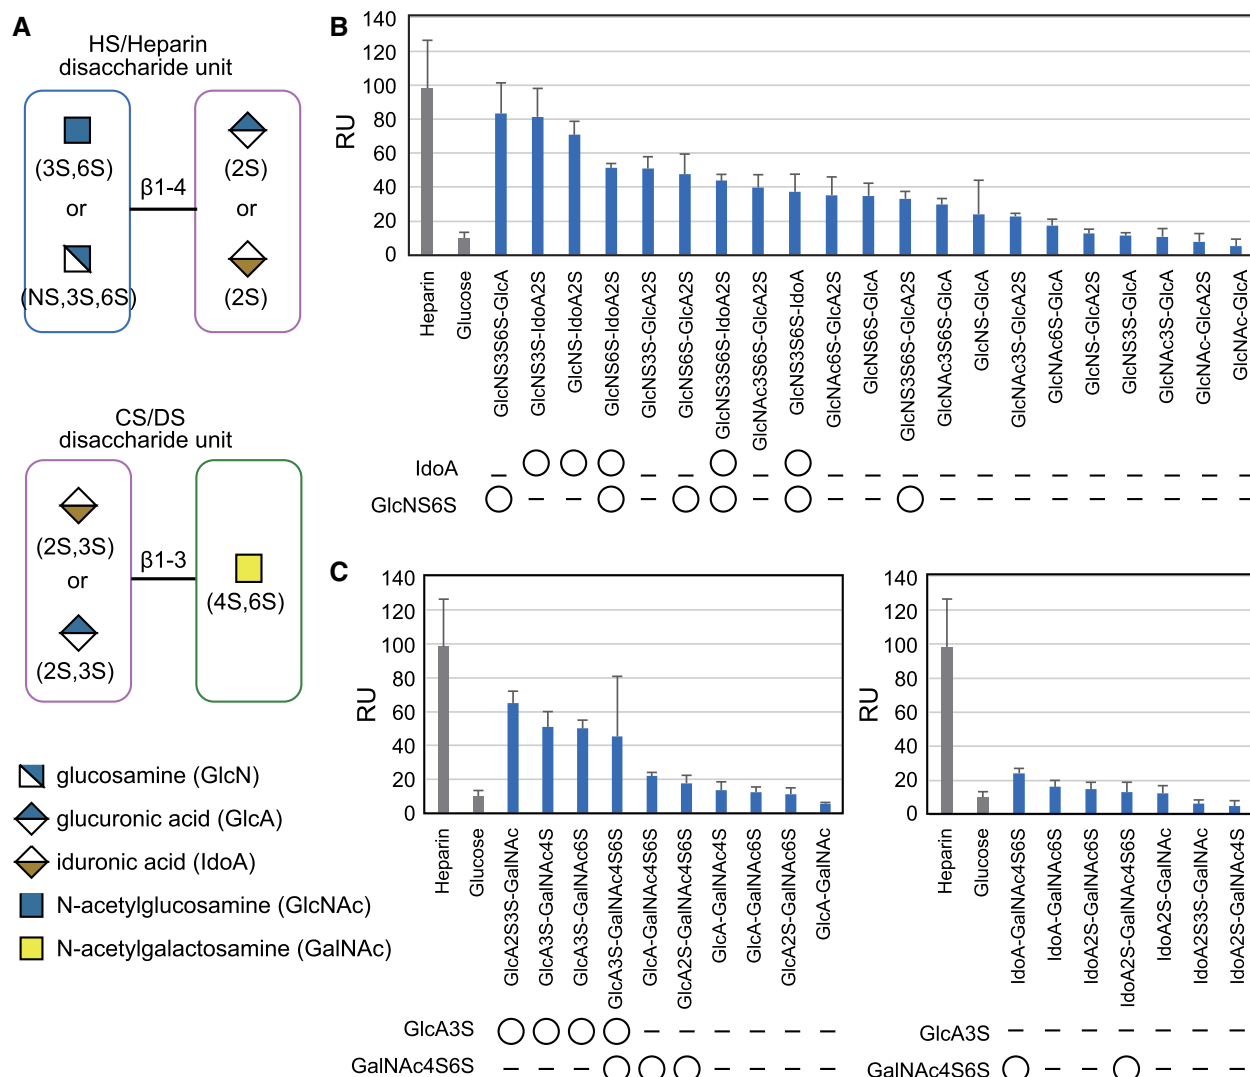 A
HS/Heparin
disaccharide unit
(3S,6S)
or
(NS,3S,6S)
β1-4
(2S)
or
(2S)
CS/DS
disaccharide unit
(2S,3S)
or
(2S,3S)
β1-3
(4S,6S)
glucosamine (GlcN)
glucuronic acid (GlcA)
iduronic acid (IdoA)
N-acetylglucosamine (GlcNAc)
N-acetylgalactosamine (GalNAc)
B
RU
140
120
100
80
60
40
20
0
Heparin
Glucose
GlcNS3S6S-GlcA
GlcNS3S-IdoA2S
GlcNS-IdoA2S
GlcNS6S-IdoA2S
GlcNS3S-GlcA2S
GlcNS6S-GlcA2S
GlcNS3S6S-IdoA2S
GlcNAc3S6S-GlcA2S
GlcNS3S6S-IdoA
GlcNAc6S-GlcA2S
GlcNS6S-GlcA
GlcNS3S6S-GlcA2S
GlcNAc3S6S-GlcA
GlcNS-GlcA
GlcNAc3S-GlcA2S
GlcNAc6S-GlcA
GlcNS-GlcA2S
GlcNS3S-GlcA
GlcNAc3S-GlcA
GlcNAc-GlcA2S
GlcNAc-GlcA
IdoA – – – – – – – – – – – – – – – –
GlcNS6S – – – – – – – – – – – – – – –
C
RU
140
120
100
80
60
40
20
0
Heparin
Glucose
GlcA2S3S-GalNAc
GlcA3S-GalNAc4S
GlcA3S-GalNAc6S
GlcA3S-GalNAc4S6S
GlcA-GalNAc4S6S
GlcA2S-GalNAc4S6S
GlcA-GalNAc4S
GlcA-GalNAc6S
GlcA2S-GalNAc6S
GlcA-GalNAc
GlcA3S – – – – – –
GalNAc4S6S – – – – – – –
RU
140
120
100
80
60
40
20
0
Heparin
Glucose
IdoA-GalNAc4S6S
IdoA-GalNAc6S
IdoA2S-GalNAc6S
IdoA2S-GalNAc4S6S
IdoA2S-GalNAc
IdoA2S3S-GalNAc
IdoA2S-GalNAc4S
GlcA3S – – – – – – –
GalNAc4S6S – – – – –